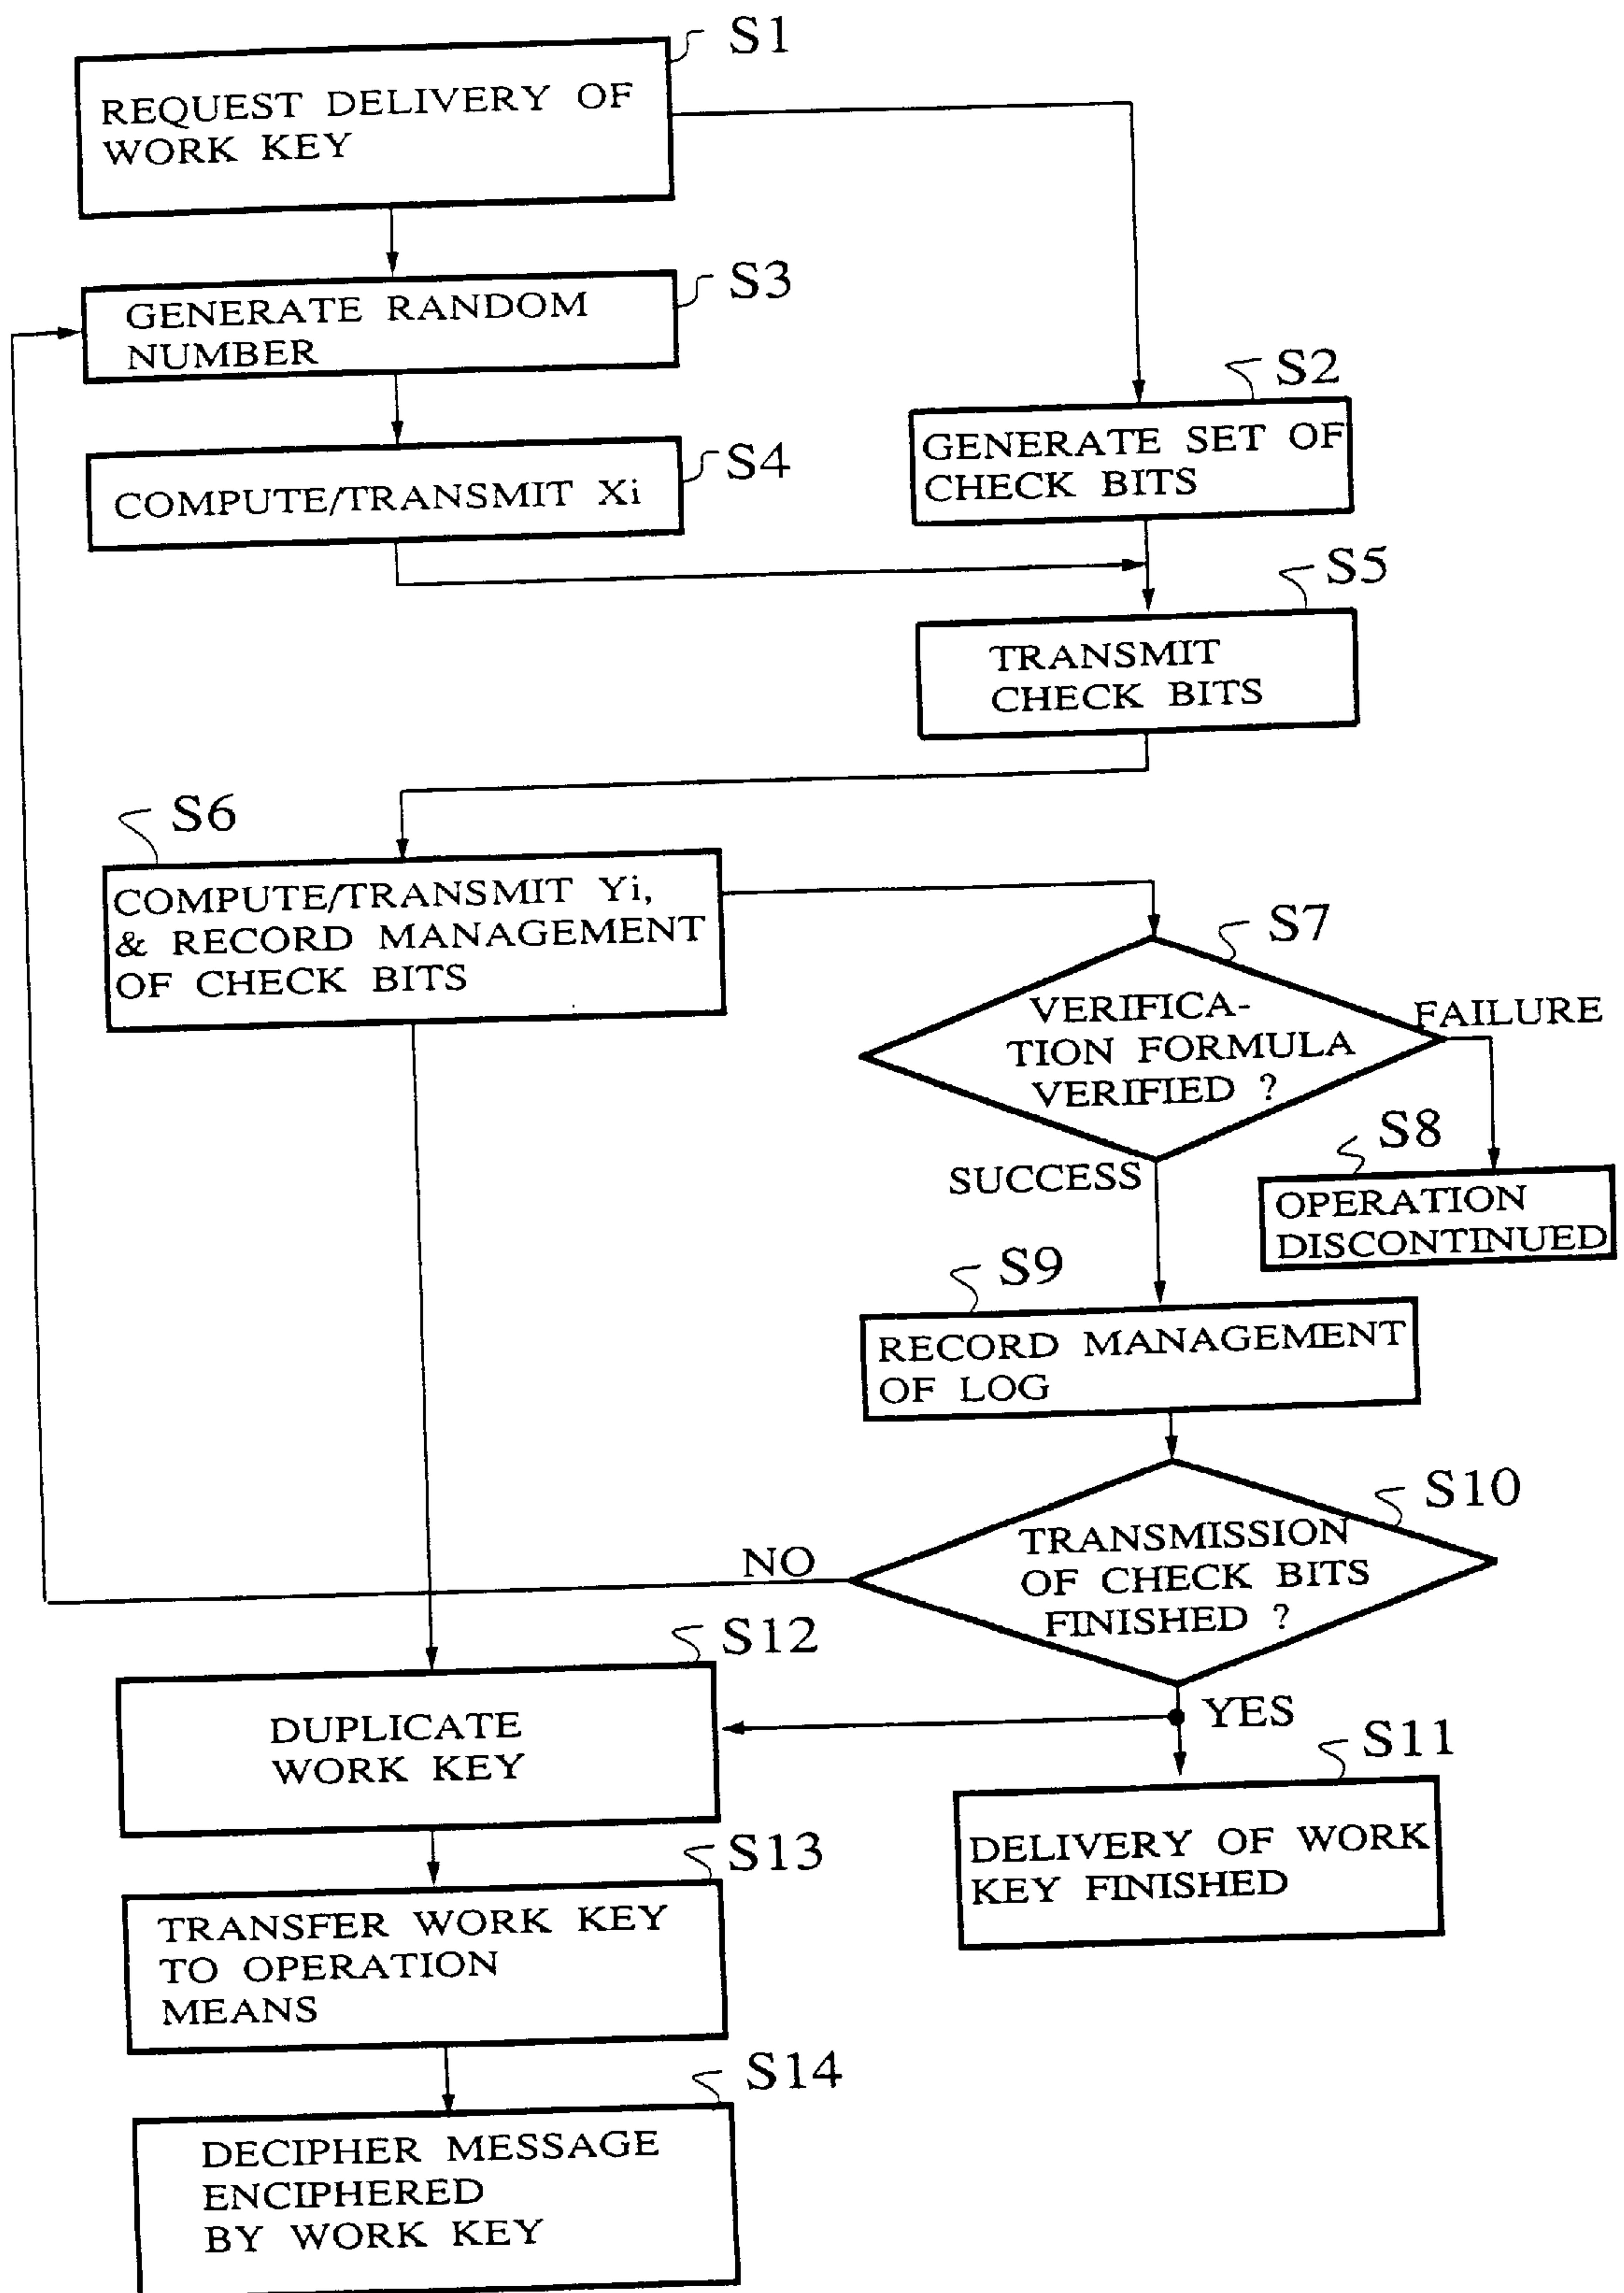 S1
REQUEST DELIVERY OF
WORK KEY
S3
GENERATE RANDOM
NUMBER
S2
GENERATE SET OF
CHECK BITS
S4
COMPUTE/TRANSMIT Xi
S5
TRANSMIT
CHECK BITS
S6
COMPUTE/TRANSMIT Yi,
& RECORD MANAGEMENT
OF CHECK BITS
S7
VERIFICA-
TION FORMULA
VERIFIED ?
FAILURE
SUCCESS
S8
OPERATION
DISCONTINUED
S9
RECORD MANAGEMENT
OF LOG
S10
TRANSMISSION
OF CHECK BITS
FINISHED ?
NO
YES
S12
DUPLICATE
WORK KEY
S11
DELIVERY OF WORK
KEY FINISHED
S13
TRANSFER WORK KEY
TO OPERATION
MEANS
S14
DECIPHER MESSAGE
ENCIPHERED
BY WORK KEY